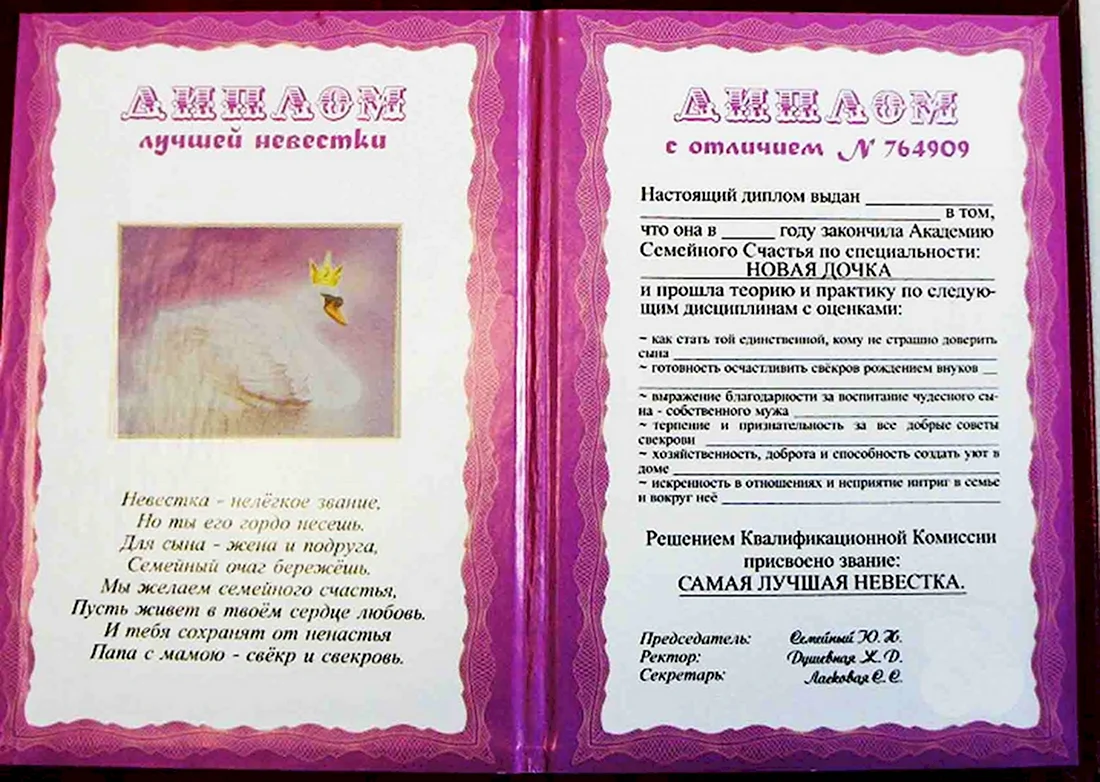 ДИПЛОМ
лучшей невестки
Невестка - нелёгкое звание,
Но ты его гордо несешь.
Для сына - жена и подруга,
Семейный очаг бережёшь.
Мы желаем семейного счастья,
Пусть живет в твоём сердце любовь.
И тебя сохранят от ненастья
Папа с мамою - свёкр и свекровь.
ДИПЛОМ
с отличием N 764909
Настоящий диплом выдан ____________
____________________________ в том,
что она в _____ году закончила Академию
Семейного Счастья по специальности:
НОВАЯ ДОЧКА
и прошла теорию и практику по следую-
щим дисциплинам с оценками:
~ как стать той единственной, кому не страшно доверить
сына
~ готовность осчастливить свёкров рождением внуков __
~ выражение благодарности за воспитание чудесного сы-
на - собственного мужа
~ терпение и признательность за все добрые советы
свекрови
~ хозяйственность, доброта и способность создать уют в
доме
~ искренность в отношениях и неприятие интриг в семье
и вокруг неё
Решением Квалификационной Комиссии
присвоено звание:
САМАЯ ЛУЧШАЯ НЕВЕСТКА.
Председатель: Семейный Ю. Н.
Ректор: Душевная Ж. Д.
Секретарь: Ласковая С. С.